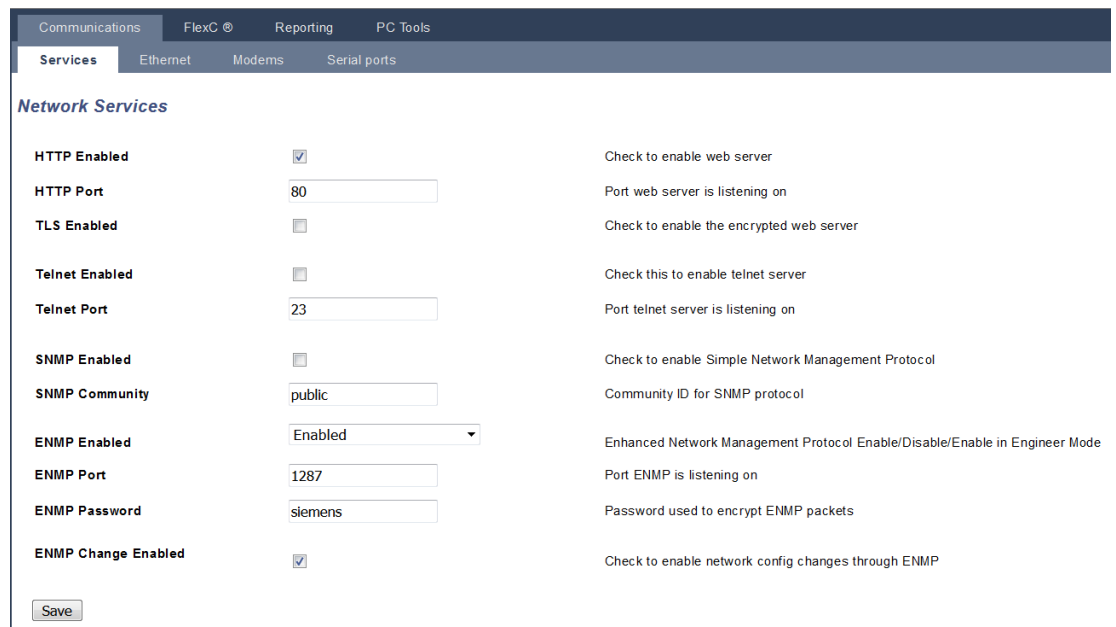 Communications FlexC ® Reporting PC Tools
Services Ethernet Modems Serial ports
Network Services
HTTP Enabled Check to enable web server
HTTP Port 80 Port web server is listening on
TLS Enabled Check to enable the encrypted web server
Telnet Enabled Check this to enable telnet server
Telnet Port 23 Port telnet server is listening on
SNMP Enabled Check to enable Simple Network Management Protocol
SNMP Community public Community ID for SNMP protocol
ENMP Enabled Enabled Enhanced Network Management Protocol Enable/Disable/Enable in Engineer Mode
ENMP Port 1287 Port ENMP is listening on
ENMP Password siemens Password used to encrypt ENMP packets
ENMP Change Enabled Check to enable network config changes through ENMP
Save